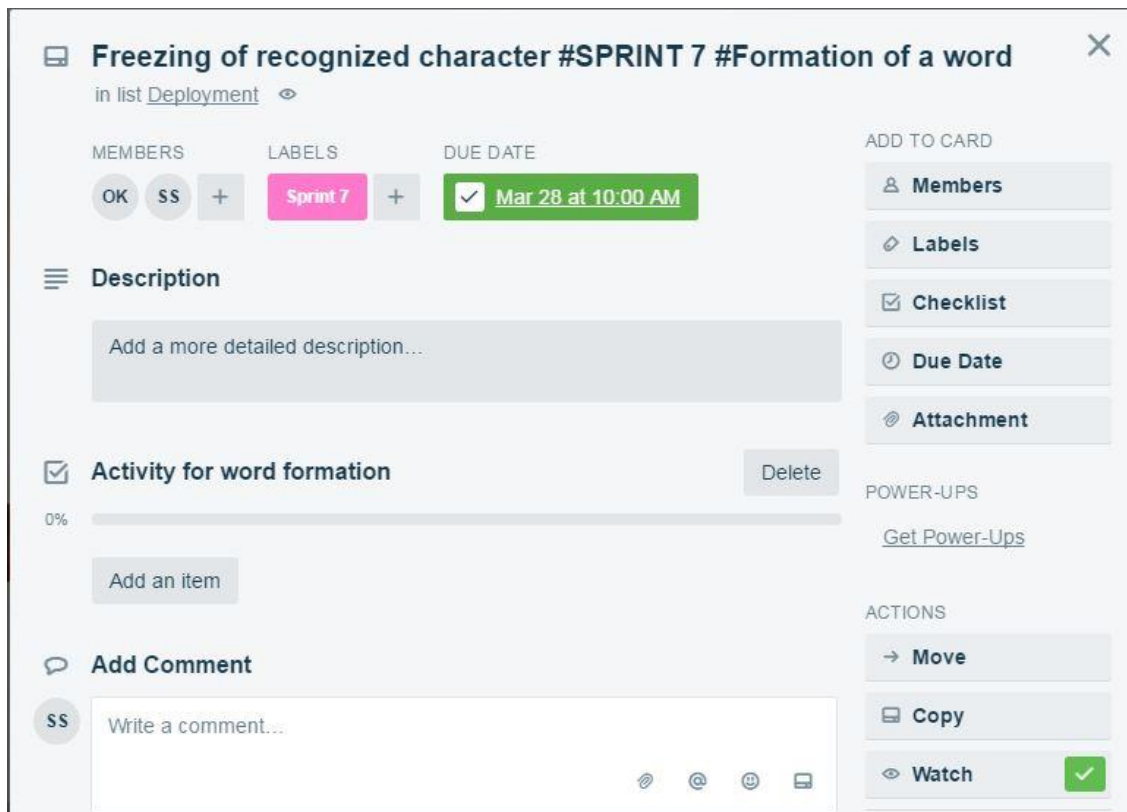 Freezing of recognized character #SPRINT 7 #Formation of a word
in list Deployment
MEMBERS
LABELS
DUE DATE
OK SS +
Sprint 7 +
Mar 28 at 10:00 AM
Description
Add a more detailed description…
Activity for word formation
Delete
0%
Add an item
Add Comment
SS
Write a comment…
@
ADD TO CARD
Members
Labels
Checklist
Due Date
Attachment
POWER-UPS
Get Power-Ups
ACTIONS
Move
Copy
Watch